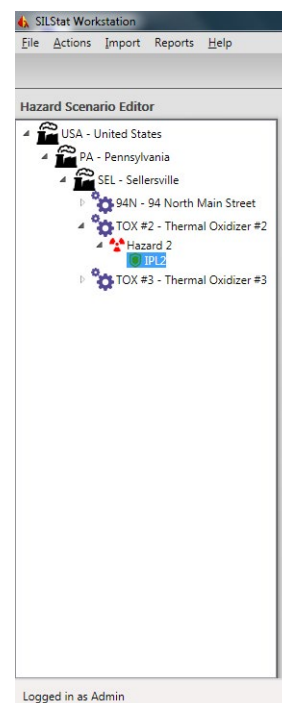 SILStat Workstation
File Actions Import Reports Help
Hazard Scenario Editor
USA - United States
PA - Pennsylvania
SEL - Sellersville
94N - 94 North Main Street
TOX #2 - Thermal Oxidizer #2
Hazard 2
IPL2
TOX #3 - Thermal Oxidizer #3
Logged in as Admin